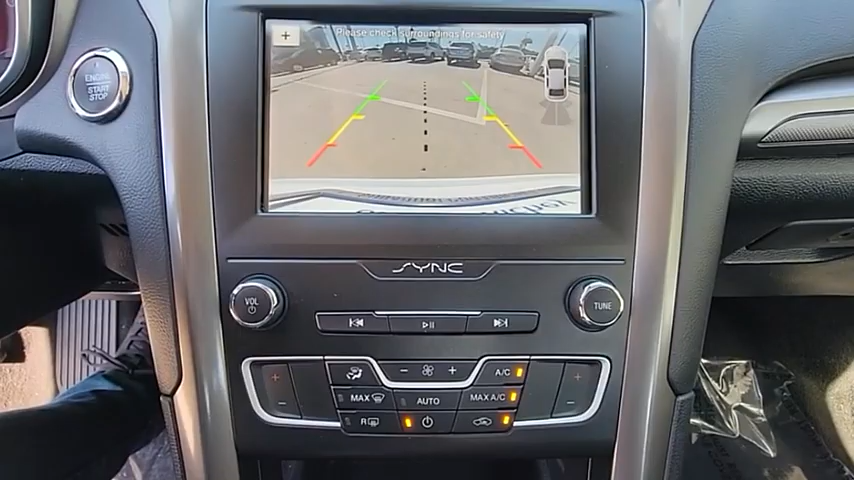 Please check surroundings for safety
+
ENGINE
START
STOP
SYNC
VOL
TUNE
+
-
- +
A/C
+
-
MAX
AUTO
MAX A/C
R